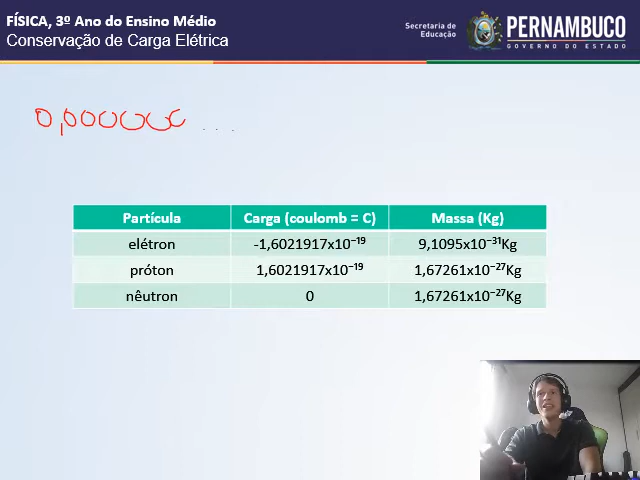 FÍSICA, 3º Ano do Ensino Médio
Conservação de Carga Elétrica
Secretaria de
Educação
PERNAMBUCO
GOVERNO DO ESTADO
0,000000 ...
Partícula Carga (coulomb = C) Massa (Kg)
elétron -1,6021917x10⁻¹⁹ 9,1095x10⁻³¹Kg
próton 1,6021917x10⁻¹⁹ 1,67261x10⁻²⁷Kg
nêutron 0 1,67261x10⁻²⁷Kg